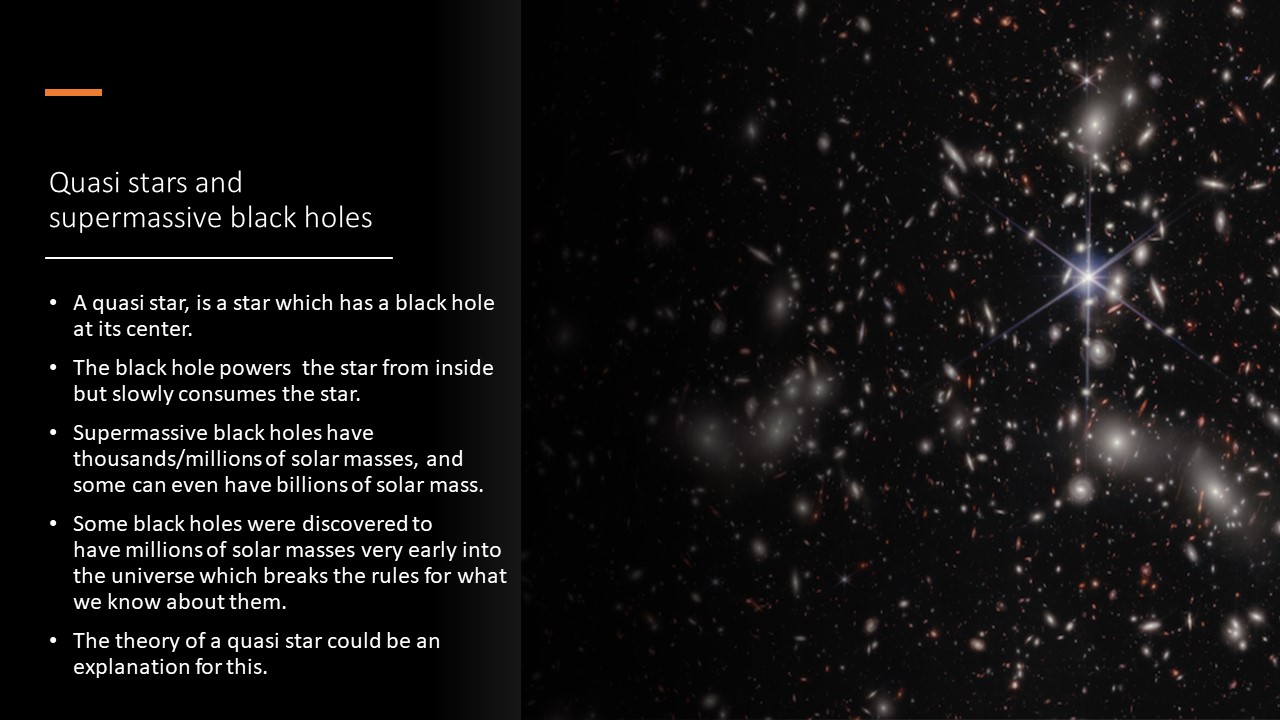 Quasi stars and
supermassive black holes
• A quasi star, is a star which has a black hole
at its center.
• The black hole powers  the star from inside
but slowly consumes the star.
• Supermassive black holes have
thousands/millions of solar masses, and
some can even have billions of solar mass.
• Some black holes were discovered to
have millions of solar masses very early into
the universe which breaks the rules for what
we know about them.
• The theory of a quasi star could be an
explanation for this.